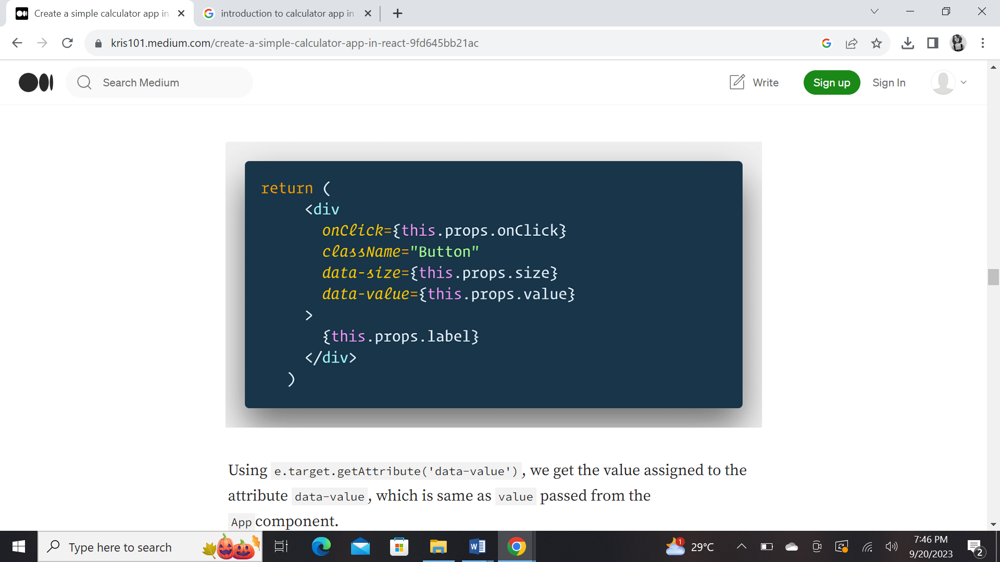 Create a simple calculator app in
introduction to calculator app in
kris101.medium.com/create-a-simple-calculator-app-in-react-9fd645bb21ac
Search Medium
Write
Sign up
Sign In
return (
<div
onClick={this.props.onClick}
className="Button"
data-size={this.props.size}
data-value={this.props.value}
>
{this.props.label}
</div>
)
Using e.target.getAttribute('data-value'), we get the value assigned to the
attribute data-value, which is same as value passed from the
App component.
Type here to search
W
1
29°C
7:46 PM
9/20/2023
2